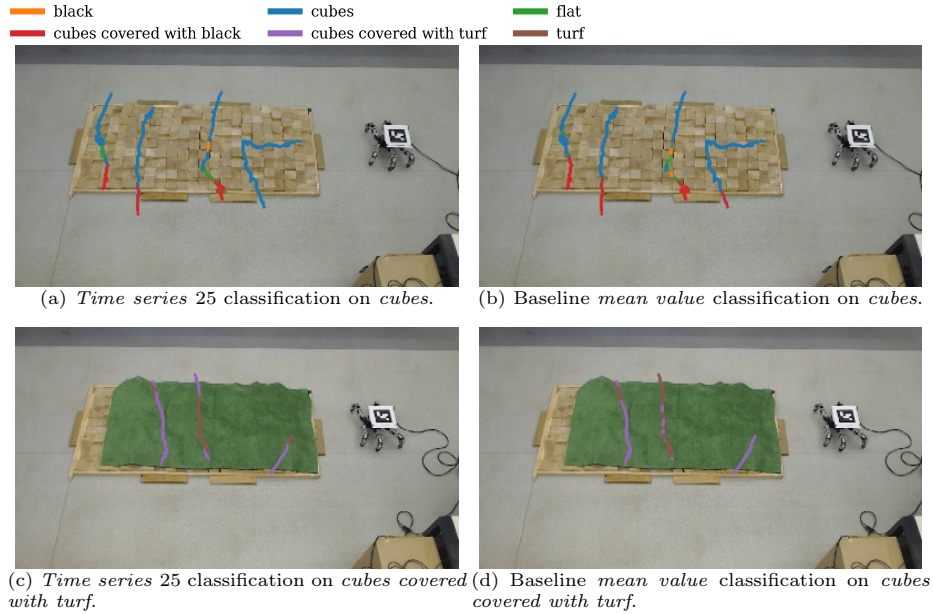 black
cubes
flat
cubes covered with black
cubes covered with turf
turf
(a) Time series 25 classification on cubes.
(b) Baseline mean value classification on cubes.
(c) Time series 25 classification on cubes covered with turf.
(d) Baseline mean value classification on cubes covered with turf.